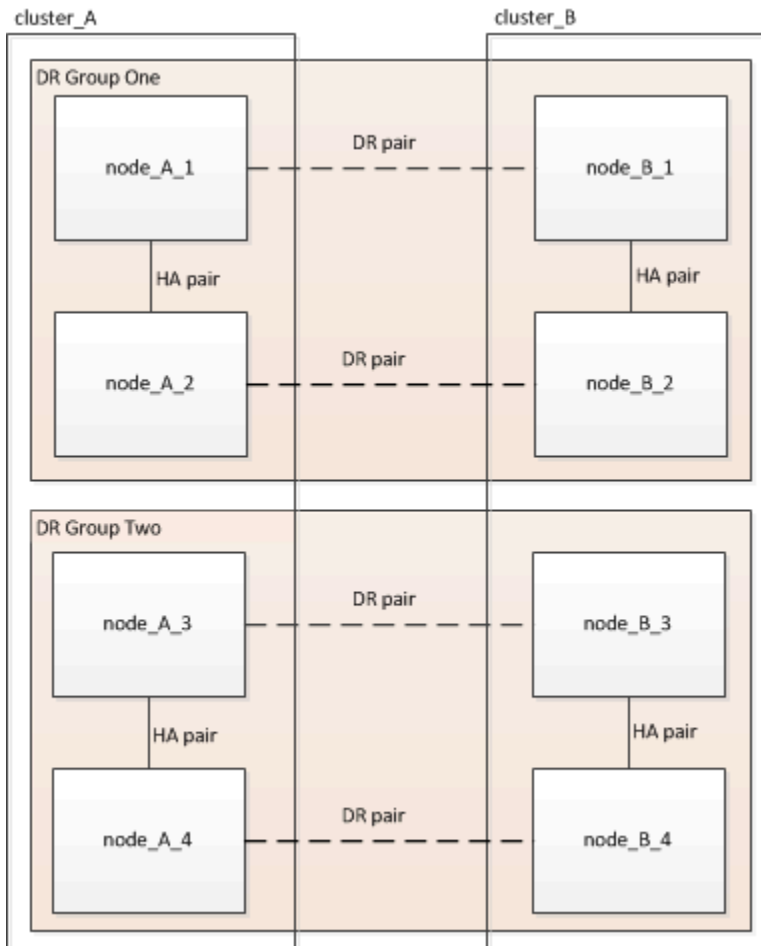 cluster_A
cluster_B
DR Group One
node_A_1
DR pair
node_B_1
HA pair
HA pair
node_A_2
DR pair
node_B_2
DR Group Two
node_A_3
DR pair
node_B_3
HA pair
HA pair
node_A_4
DR pair
node_B_4